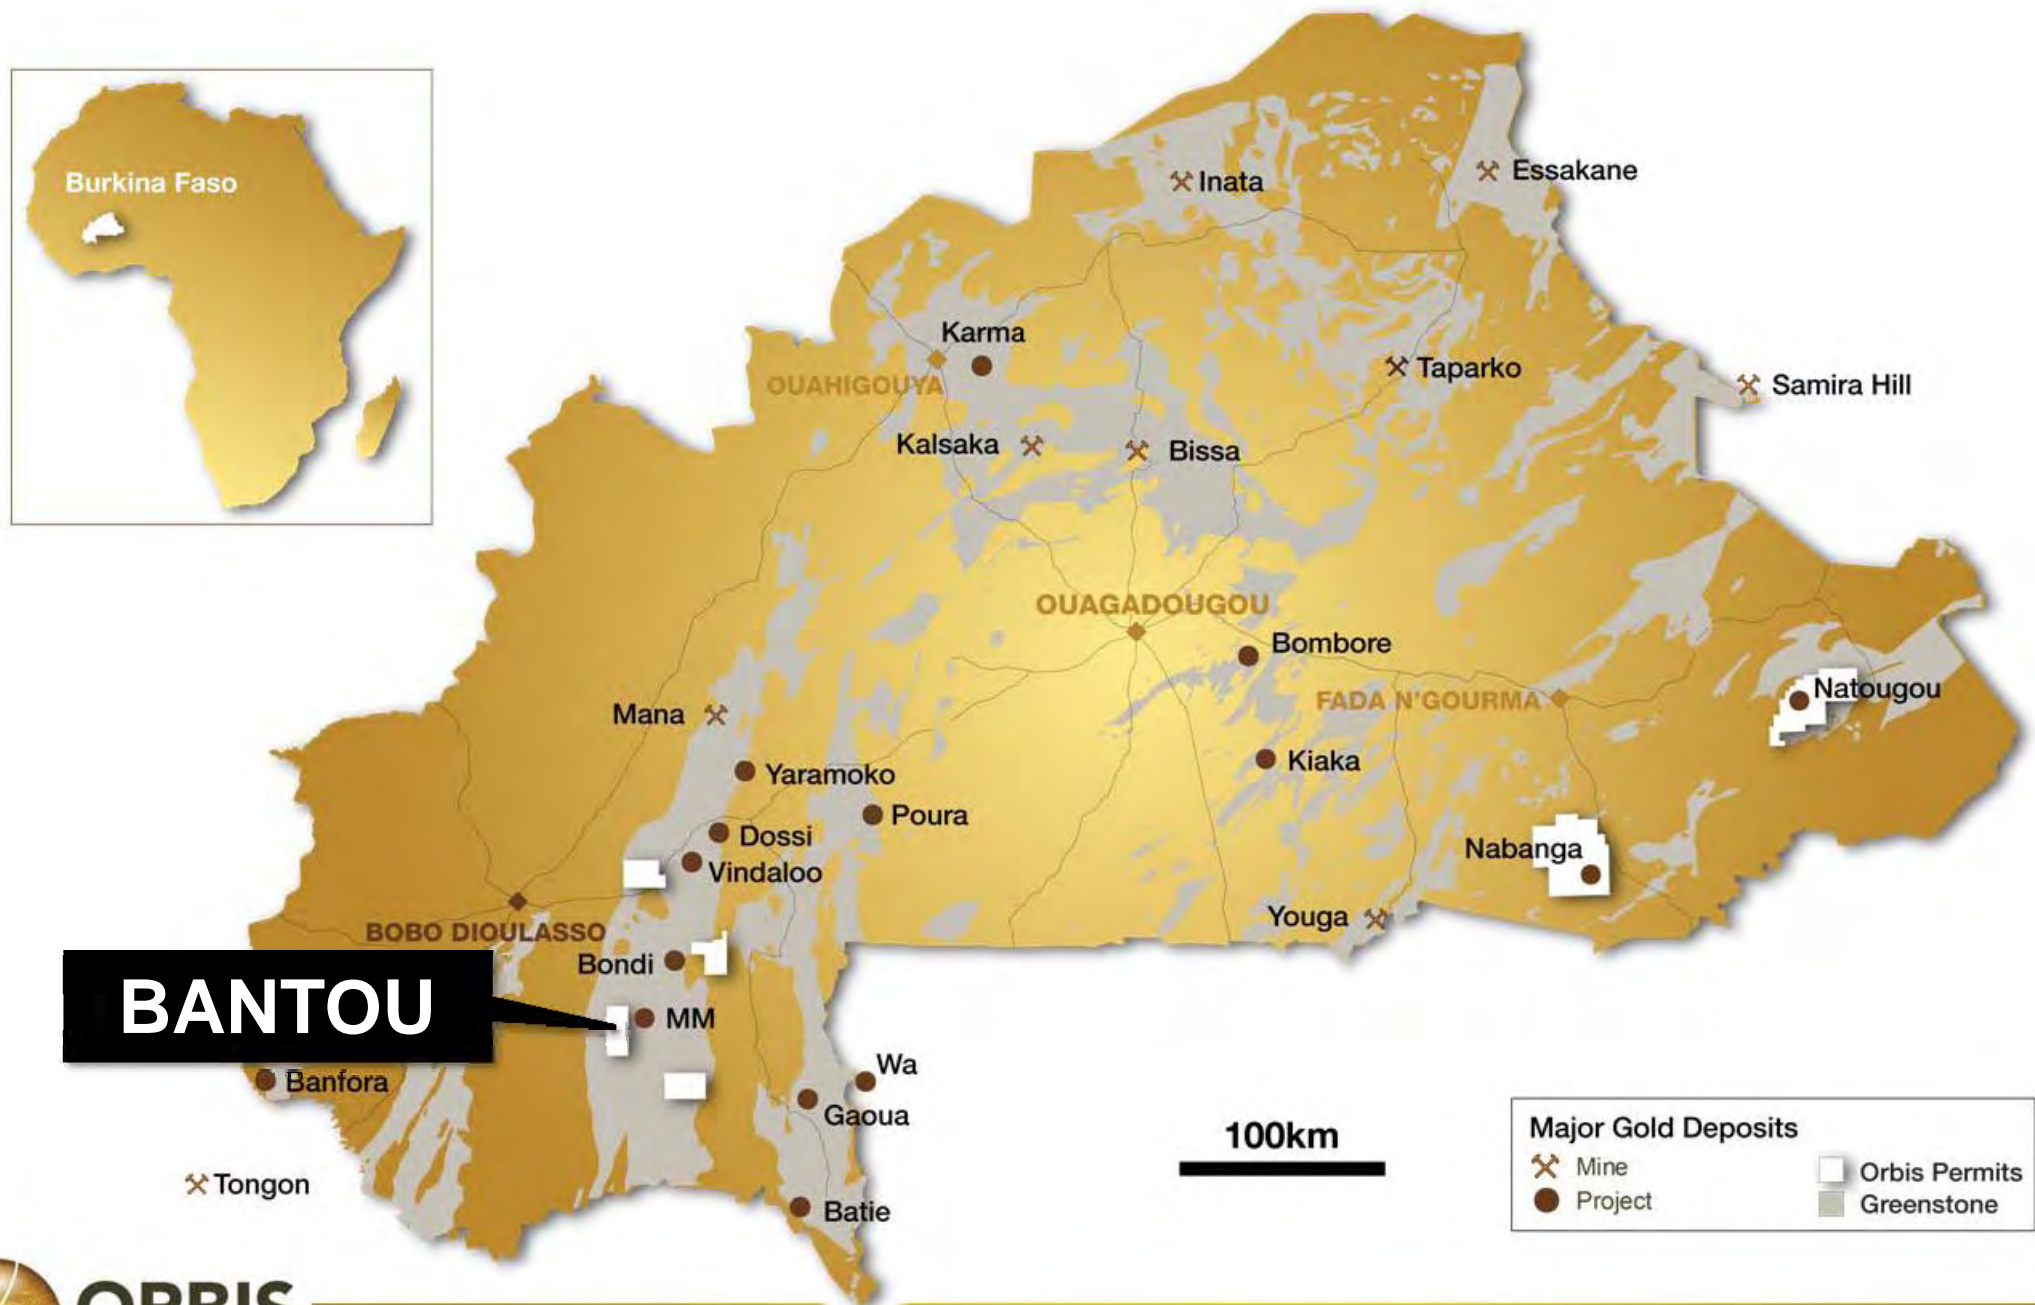 Burkina Faso
Inata
Essakane
Karma
OUAHIGOUYA
Taparko
Samira Hill
Kalsaka
Bissa
OUAGADOUGOU
Bombore
FADA N'GOURMA
Natougou
Mana
Yaramoko
Kiaka
Poura
Dossi
Vindaloo
Nabanga
Youga
BOBO DIOULASSO
Bondi
BANTOU
MM
Banfora
Wa
Gaoua
Tongon
Batie
100km
Major Gold Deposits
Mine
Project
Orbis Permits
Greenstone
ORBIS